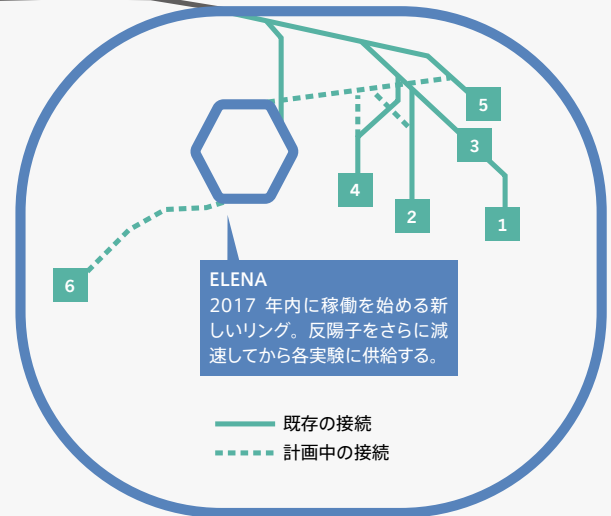 5
3
4
2
1
6
ELENA
2017 年内に稼働を始める新
しいリング。反陽子をさらに減
速してから各実験に供給する。
既存の接続
計画中の接続